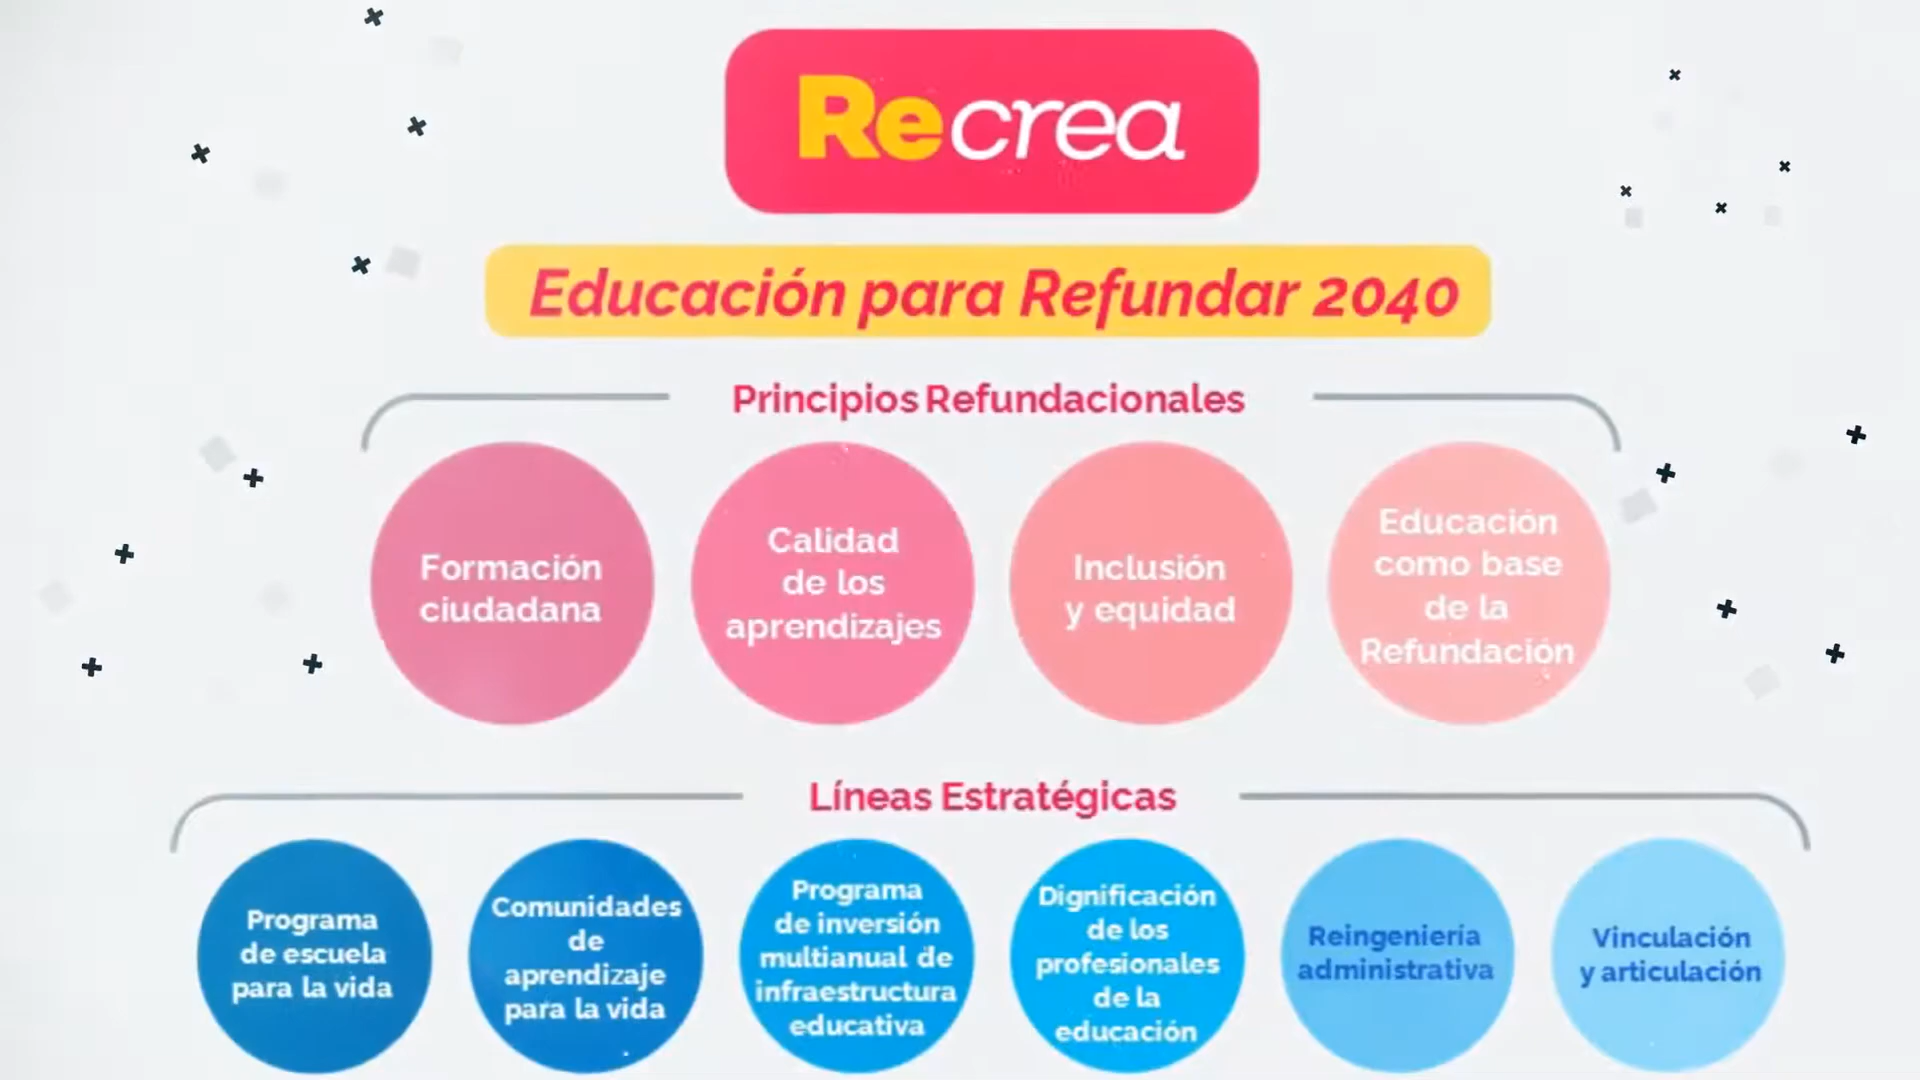 Recrea
Educación para Refundar 2040
Principios Refundacionales
Formación
ciudadana
Calidad
de los
aprendizajes
Inclusión
y equidad
Educación
como base
de la
Refundación
Líneas Estratégicas
Programa
de escuela
para la vida
Comunidades
de
aprendizaje
para la vida
Programa
de inversión
multianual de
infraestructura
educativa
Dignificación
de los
profesionales
de la
educación
Reingeniería
administrativa
Vinculación
y articulación